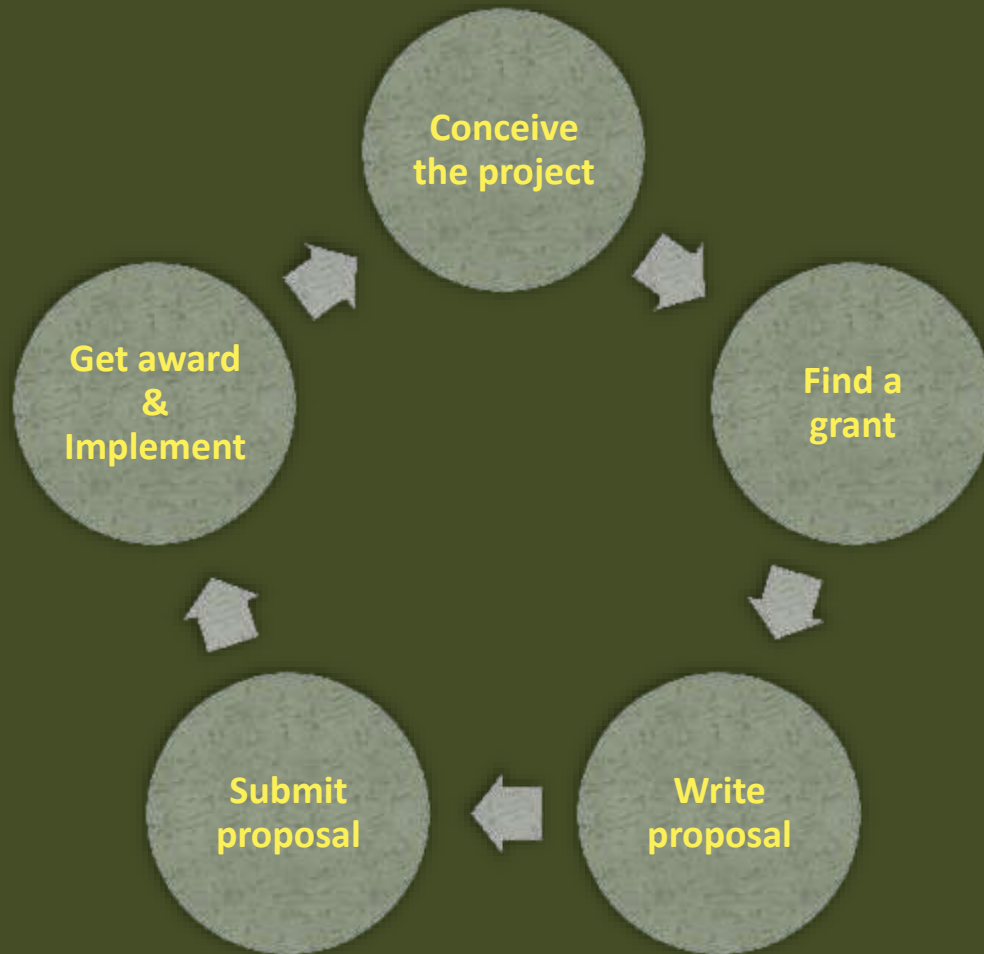 Conceive
the project
Find a
grant
Write
proposal
Submit
proposal
Get award
&
Implement